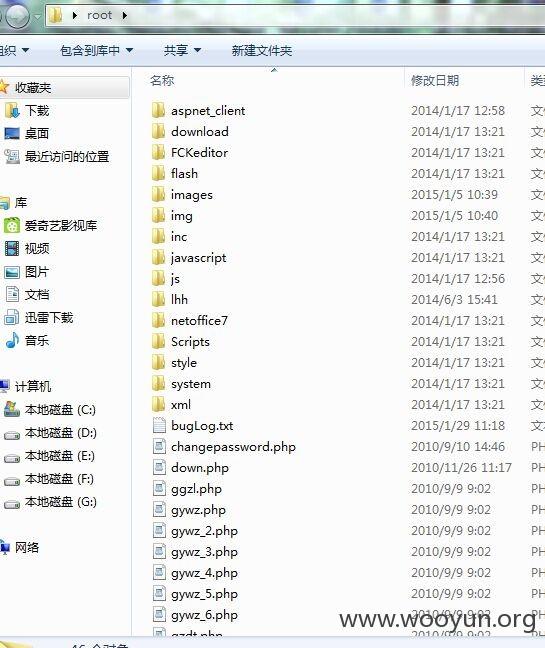 root
组织 包含到库中 共享 新建文件夹
名称 修改日期 类
收藏夹
下载
桌面
最近访问的位置
库
爱奇艺影视库
视频
图片
文档
迅雷下载
音乐
计算机
本地磁盘 (C:)
本地磁盘 (D:)
本地磁盘 (E:)
本地磁盘 (F:)
本地磁盘 (G:)
网络
aspnet_client 2014/1/17 12:58 文
download 2014/1/17 13:21 文
FCKeditor 2014/1/17 13:21 文
flash 2014/1/17 13:21 文
images 2015/1/5 10:39 文
img 2015/1/5 10:40 文
inc 2014/1/17 13:21 文
javascript 2014/1/17 13:21 文
js 2014/1/17 12:56 文
lhh 2014/6/3 15:41 文
netoffice7 2014/1/17 13:21 文
Scripts 2014/1/17 13:21 文
style 2014/1/17 13:21 文
system 2014/1/17 13:21 文
xml 2014/1/17 13:21 文
bugLog.txt 2015/1/29 11:18 文
changepassword.php 2010/9/10 14:46 PH
down.php 2010/11/26 11:17 PH
ggzl.php 2010/9/9 9:02 PH
gywz.php 2010/9/9 9:02 PH
gywz_2.php 2010/9/9 9:02 PH
gywz_3.php 2010/9/9 9:02 PH
gywz_4.php 2010/9/9 9:02 PH
gywz_5.php 2010/9/9 9:02 PH
gywz_6.php 2010/9/9 9:02 PH
www.wooyun.org